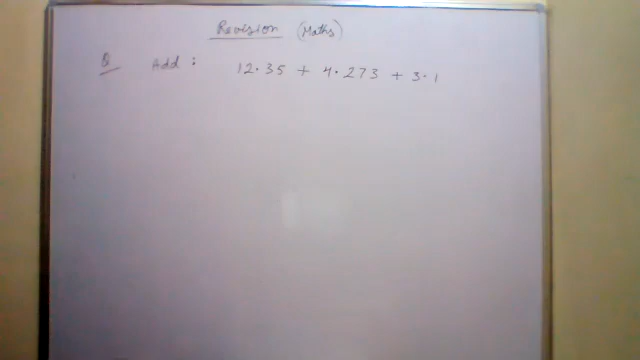 Revision (Maths)
Q Add : 12.35 + 4.273 + 3.1